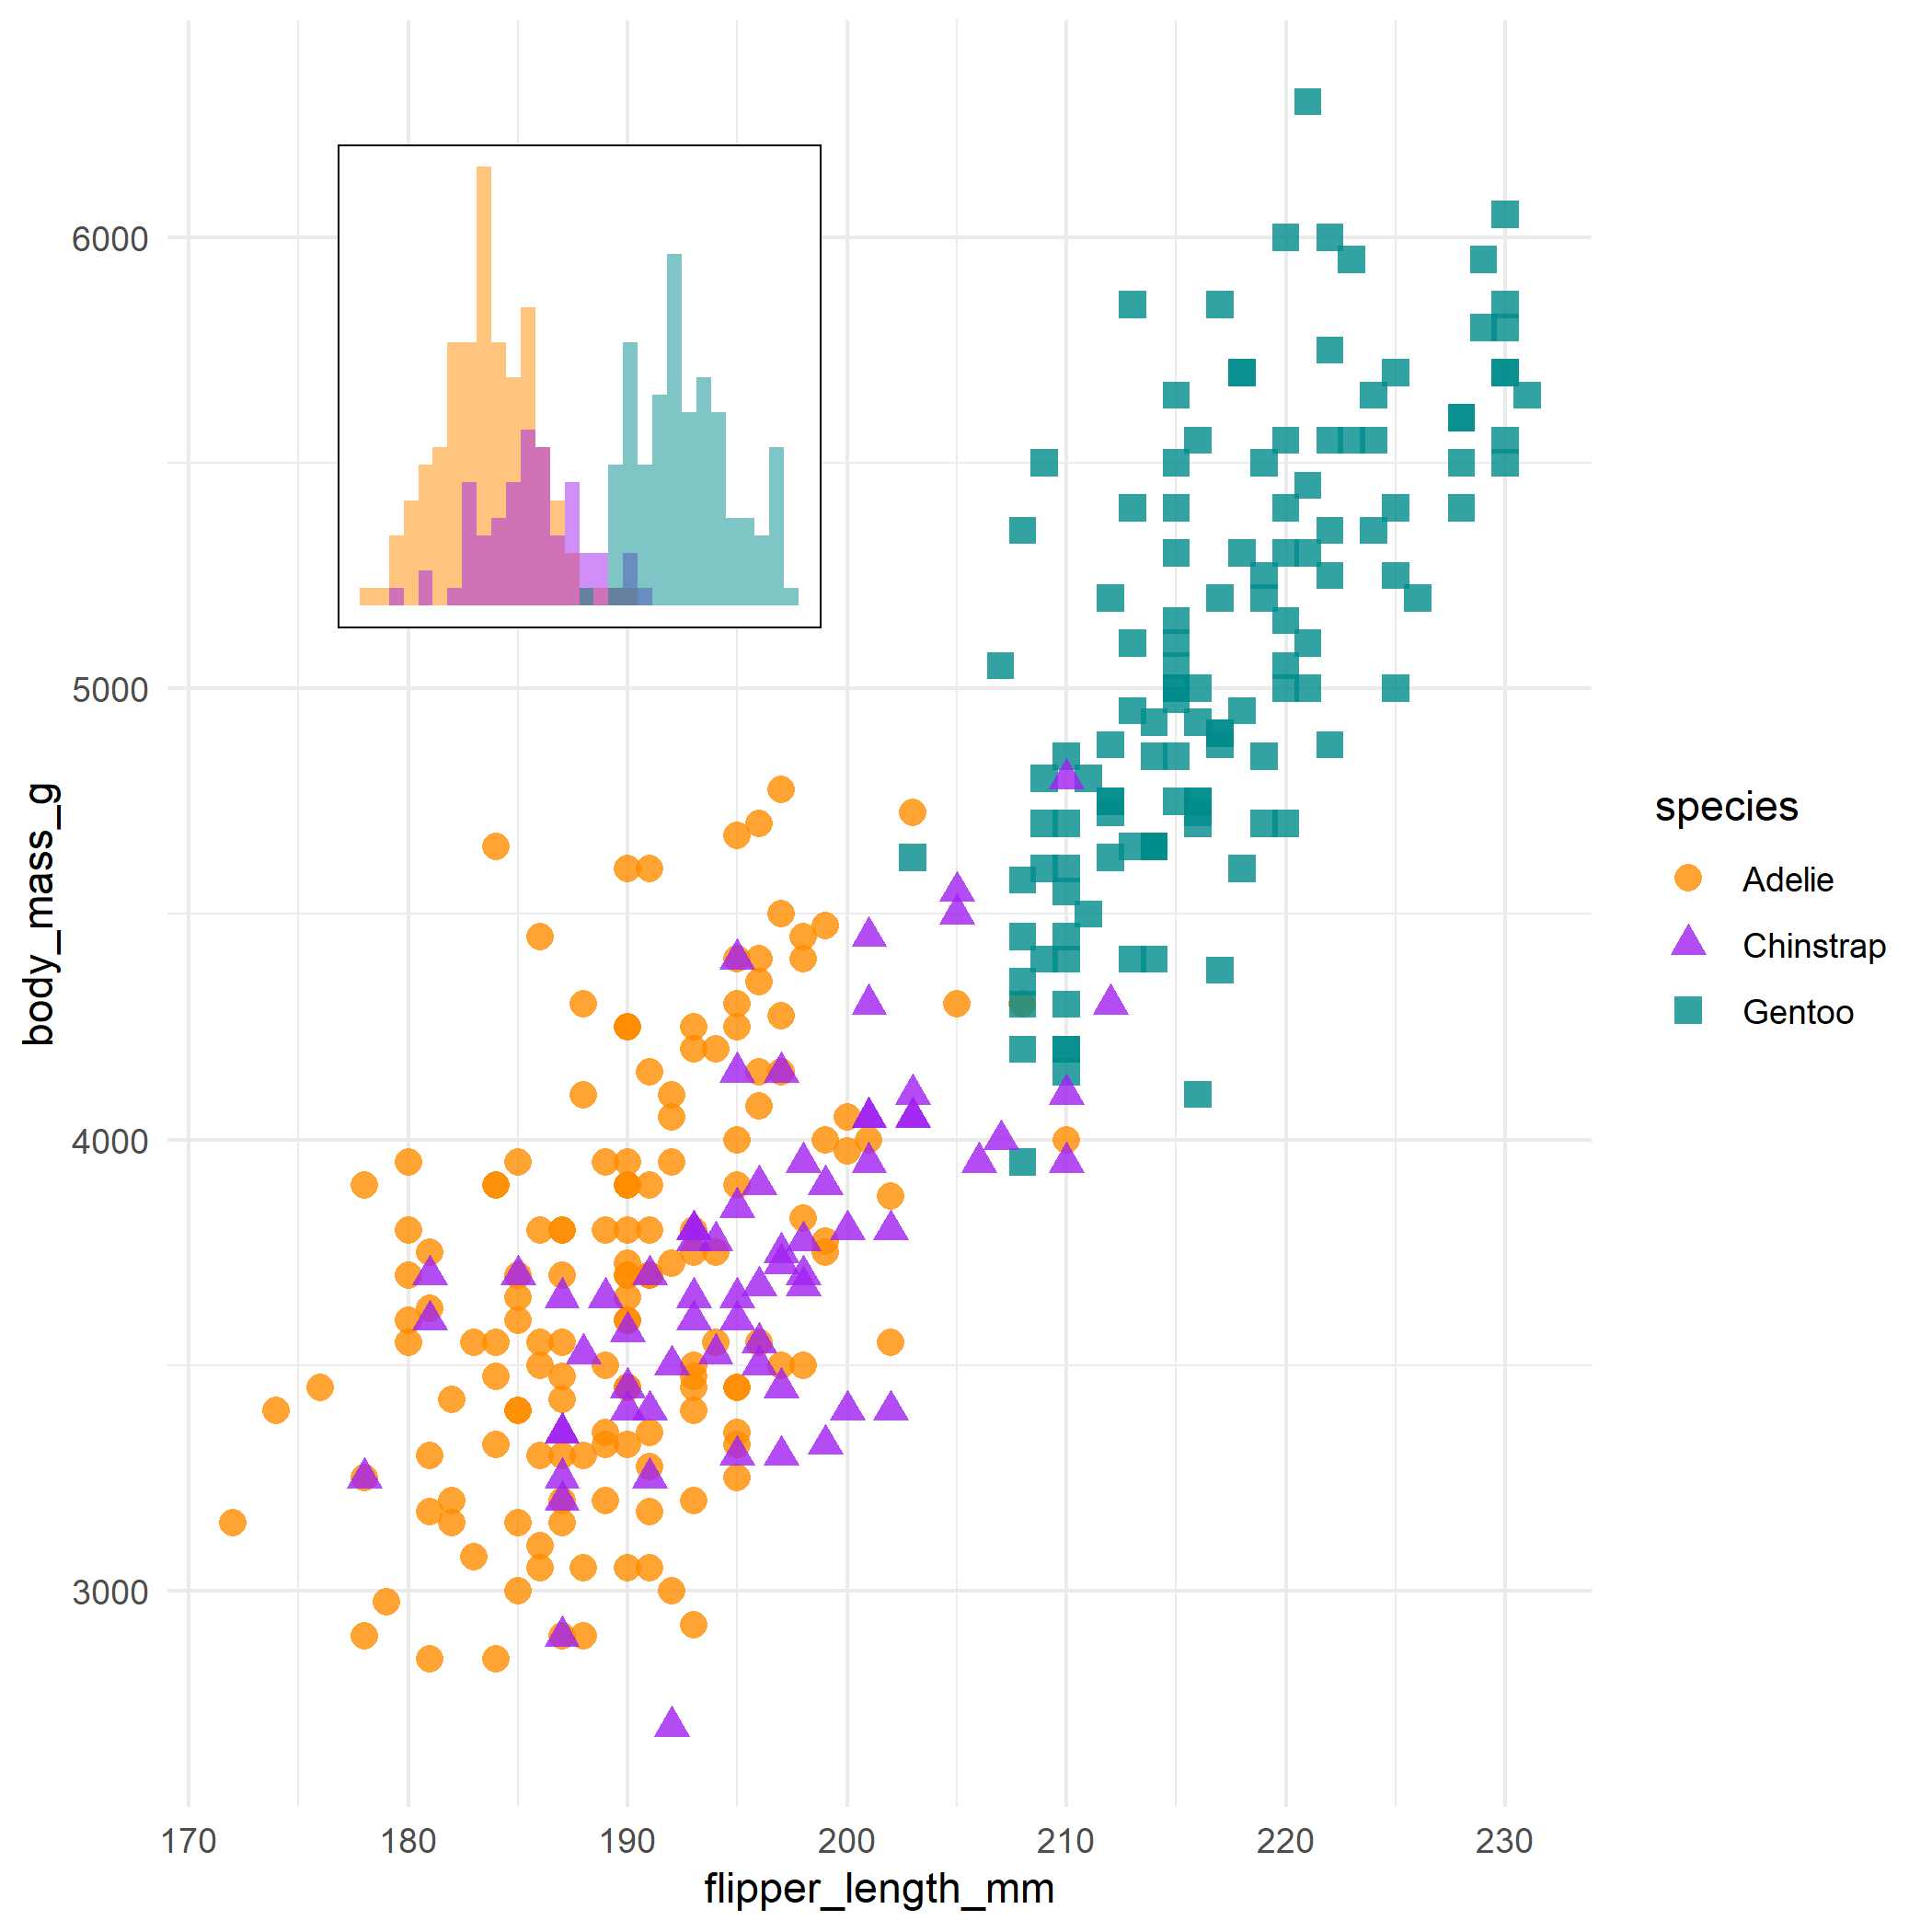 6000
5000
4000
3000
body_mass_g
170 180 190 200 210 220 230
flipper_length_mm
species
Adelie
Chinstrap
Gentoo